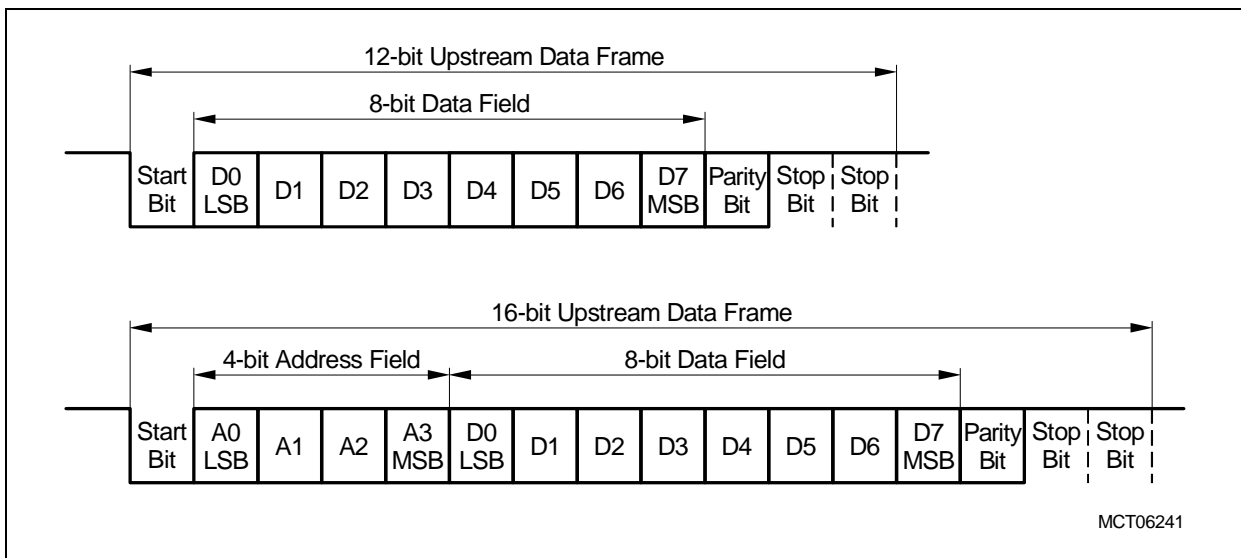 12-bit Upstream Data Frame
8-bit Data Field
Start Bit
D0 LSB
D1
D2
D3
D4
D5
D6
D7 MSB
Parity Bit
Stop Bit
Stop Bit
16-bit Upstream Data Frame
4-bit Address Field
8-bit Data Field
Start Bit
A0 LSB
A1
A2
A3 MSB
D0 LSB
D1
D2
D3
D4
D5
D6
D7 MSB
Parity Bit
Stop Bit
Stop Bit
MCT06241